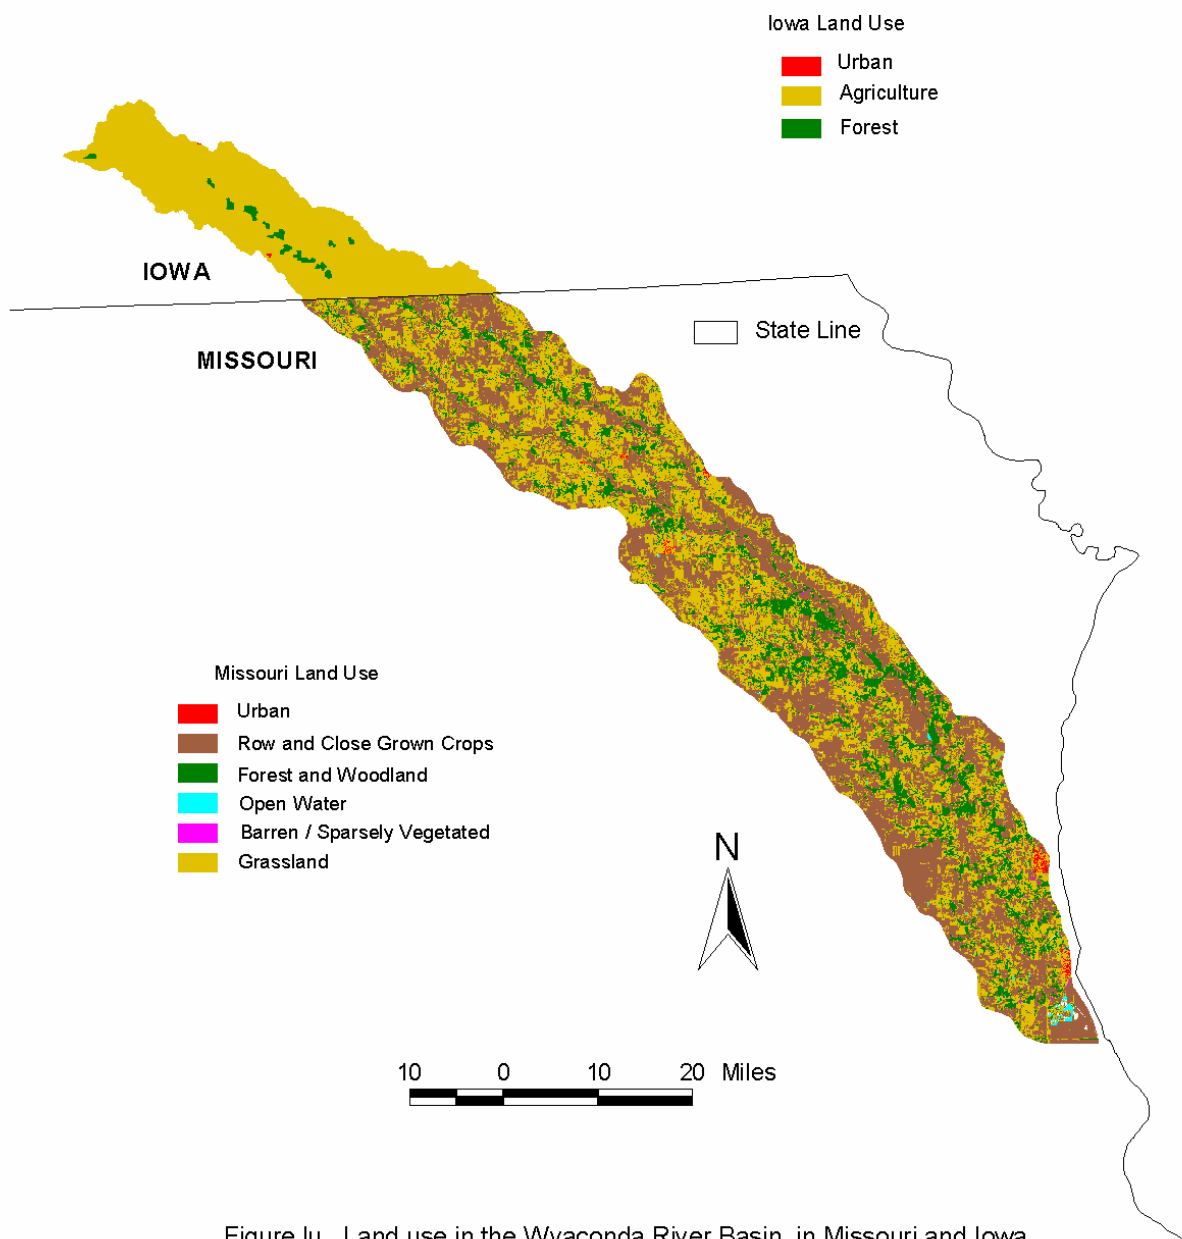 Iowa Land Use
Urban
Agriculture
Forest
IOWA
State Line
MISSOURI
Missouri Land Use
Urban
Row and Close Grown Crops
Forest and Woodland
Open Water
Barren / Sparsely Vegetated
Grassland
N
10 0 10 20 Miles
Figure lu. Land use in the Wyaconda River Basin, in Missouri and Iowa